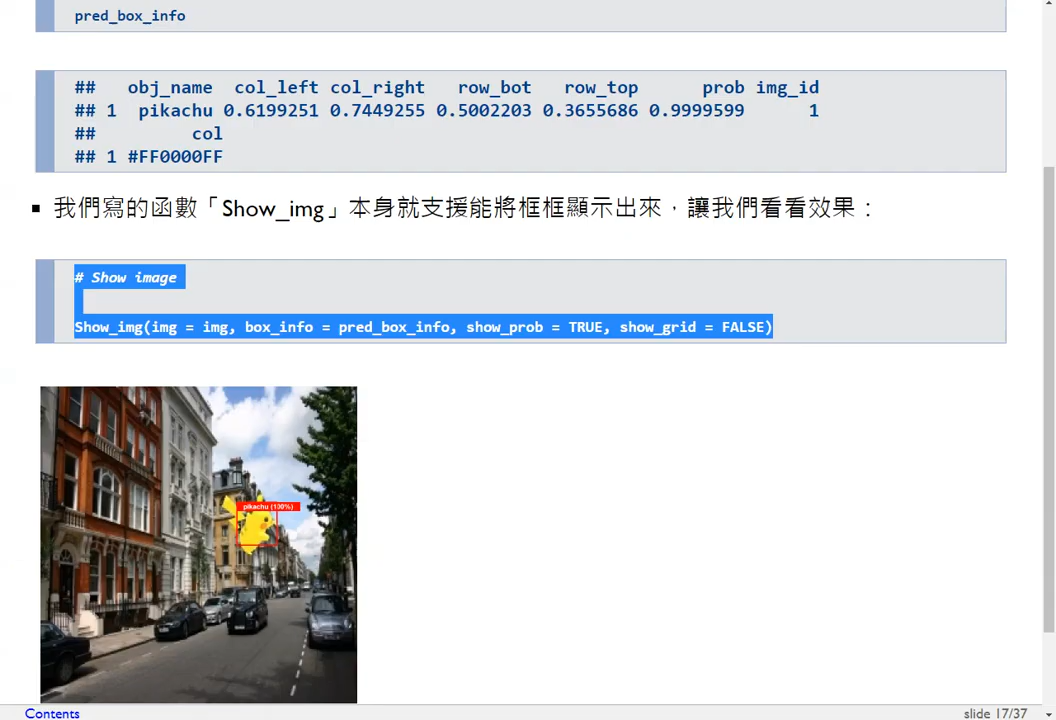 pred_box_info
##   obj_name  col_left col_right   row_bot   row_top      prob img_id
## 1  pikachu 0.6199251 0.7449255 0.5002203 0.3655686 0.9999599      1
##         col
## 1 #FF0000FF
▪ 我們寫的函數「Show_img」本身就支援能將框框顯示出來，讓我們看看效果：
# Show image
Show_img(img = img, box_info = pred_box_info, show_prob = TRUE, show_grid = FALSE)
pikachu (100%)
Contents
slide 17/37